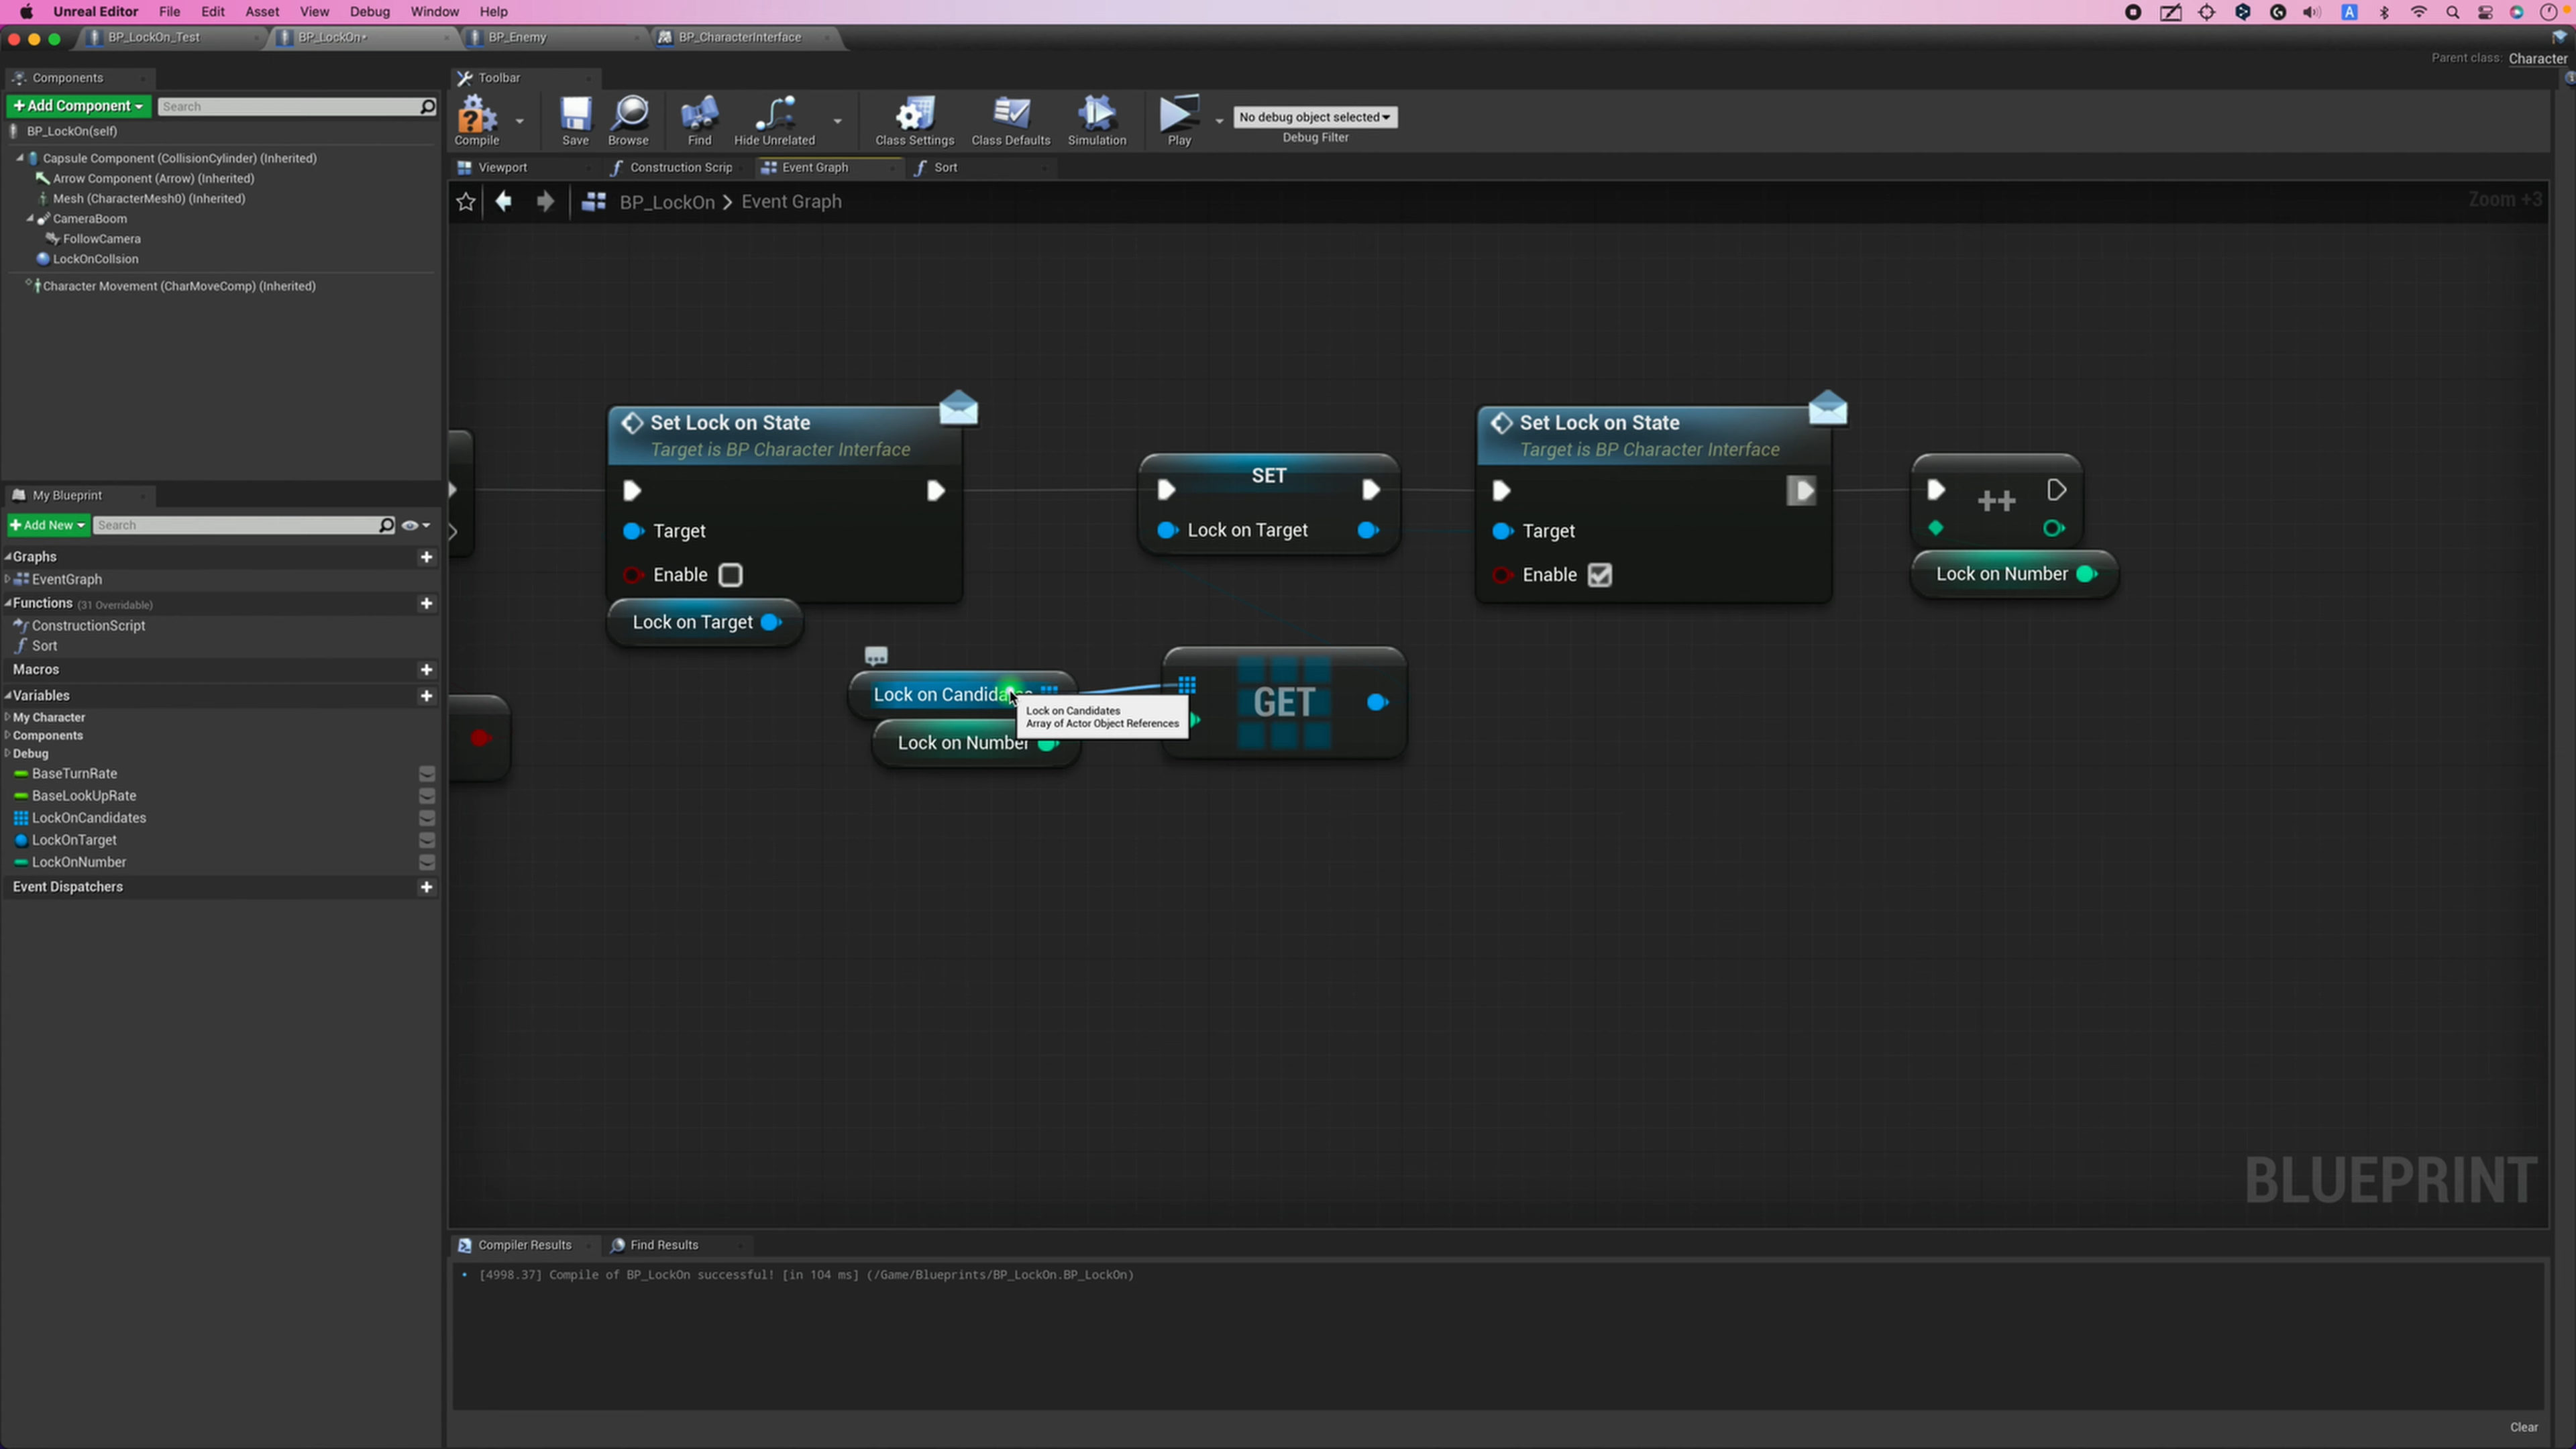 Unreal Editor File Edit Asset View Debug Window Help
A
BP_LockOn_Test BP_LockOn* BP_Enemy BP_CharacterInterface
Parent class: Character
Components
+Add Component Search
BP_LockOn(self)
Capsule Component (CollisionCylinder) (Inherited)
Arrow Component (Arrow) (Inherited)
Mesh (CharacterMesh0) (Inherited)
CameraBoom
FollowCamera
LockOnCollsion
Character Movement (CharMoveComp) (Inherited)
My Blueprint
+Add New Search
Graphs
EventGraph
Functions (31 Overridable)
ConstructionScript
Sort
Macros
Variables
My Character
Components
Debug
BaseTurnRate
BaseLookUpRate
LockOnCandidates
LockOnTarget
LockOnNumber
Event Dispatchers
Toolbar
Compile Save Browse Find Hide Unrelated Class Settings Class Defaults Simulation Play
No debug object selected
Debug Filter
Viewport Construction Scrip Event Graph Sort
BP_LockOn > Event Graph
Zoom +3
Set Lock on State
Target is BP Character Interface
Target
Enable
Lock on Target
SET
Lock on Target
Set Lock on State
Target is BP Character Interface
Target
Enable
++
Lock on Number
Lock on Candidates
Lock on Number
Lock on Candidates
Array of Actor Object References
GET
BLUEPRINT
Compiler Results Find Results
[4998.37] Compile of BP_LockOn successful! [in 104 ms] (/Game/Blueprints/BP_LockOn.BP_LockOn)
Clear